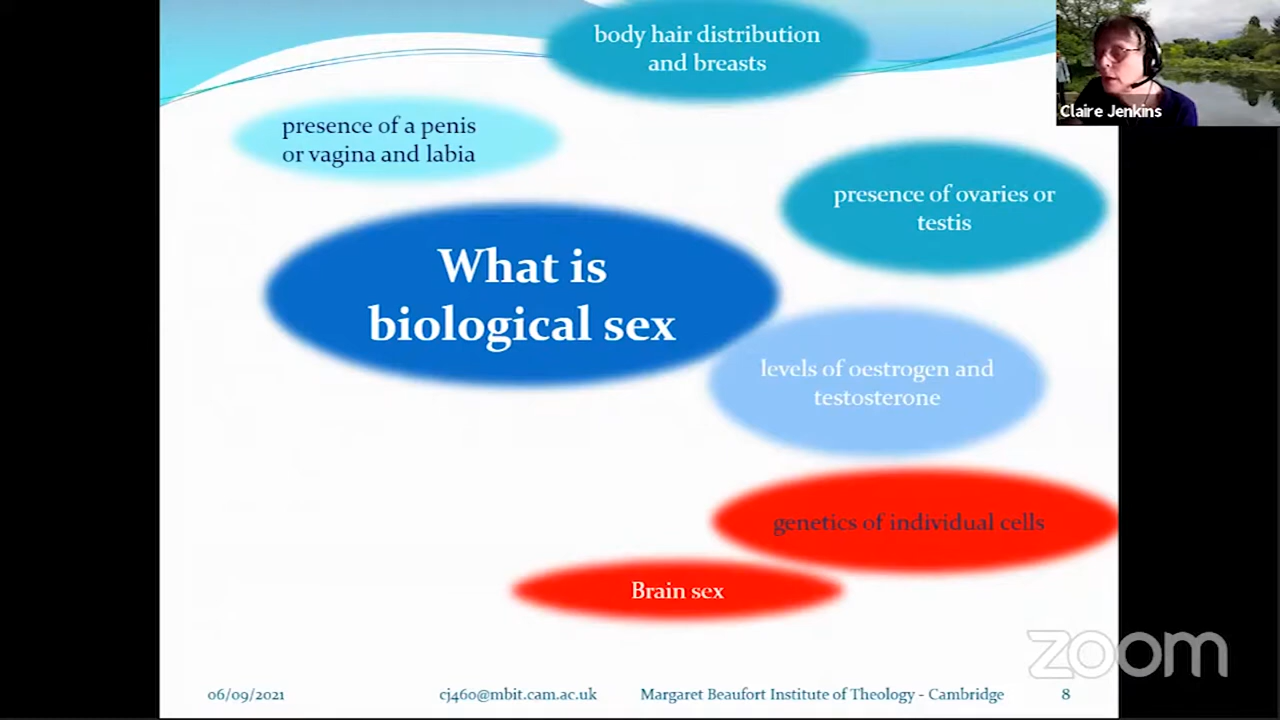 body hair distribution
and breasts
Claire Jenkins
presence of a penis
or vagina and labia
presence of ovaries or
testis
What is
biological sex
levels of oestrogen and
testosterone
genetics of individual cells
Brain sex
zoom
06/09/2021
cj460@mbit.cam.ac.uk
Margaret Beaufort Institute of Theology - Cambridge
8